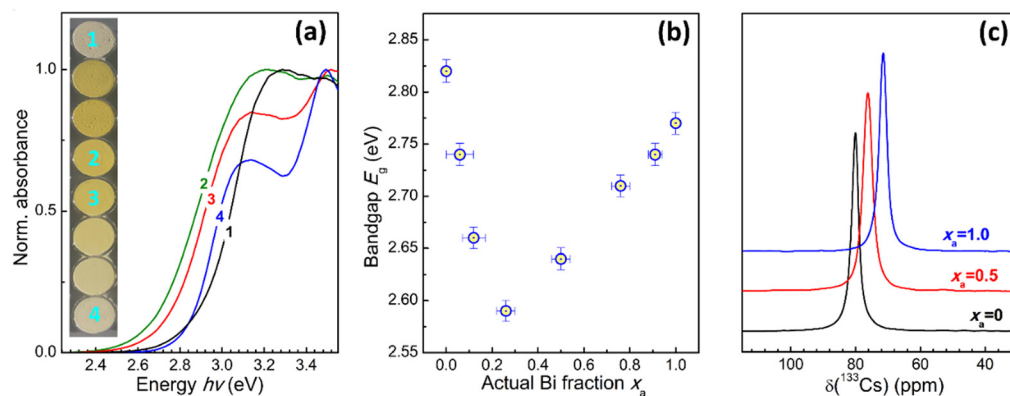 (a)
1
2
3
4
2
3
4
1
1.0
0.5
0.0
Norm. absorbance
2.4 2.6 2.8 3.0 3.2 3.4
Energy hν (eV)
(b)
2.85
2.80
2.75
2.70
2.65
2.60
2.55
Bandgap Eg (eV)
0.0 0.2 0.4 0.6 0.8 1.0
Actual Bi fraction xa
(c)
xa=1.0
xa=0.5
xa=0
100 80 60 40
δ(¹³³Cs) (ppm)